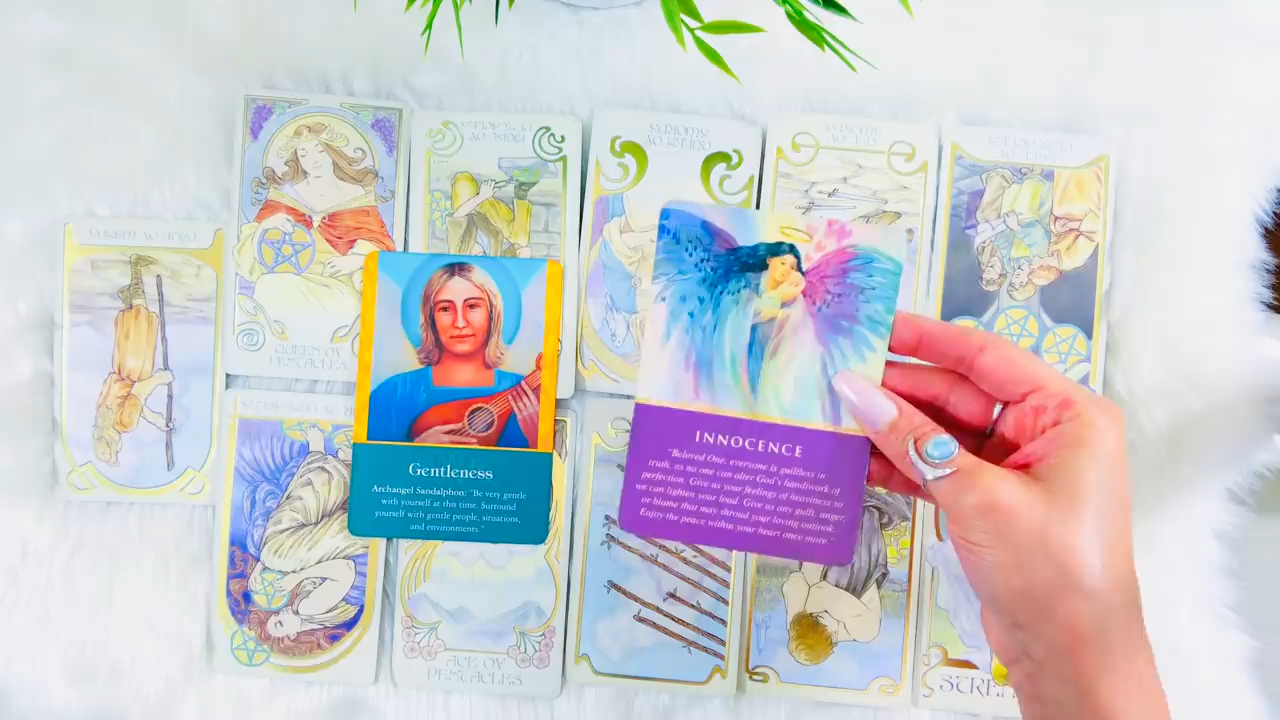 QUEEN OF
PENTACLES
Gentleness
Archangel Sandalphon: "Be very gentle
with yourself at this time. Surround
yourself with gentle people, situations,
and environments."
INNOCENCE
"Beloved One, everyone is guiltless in
truth, as no one can alter God's handiwork of
perfection. Give us your feelings of heaviness so
we can lighten your load. Give us any guilt, anger,
or blame that may shroud your loving outlook.
Enjoy the peace within your heart once more."
ACE OF
PENTACLES
STREN